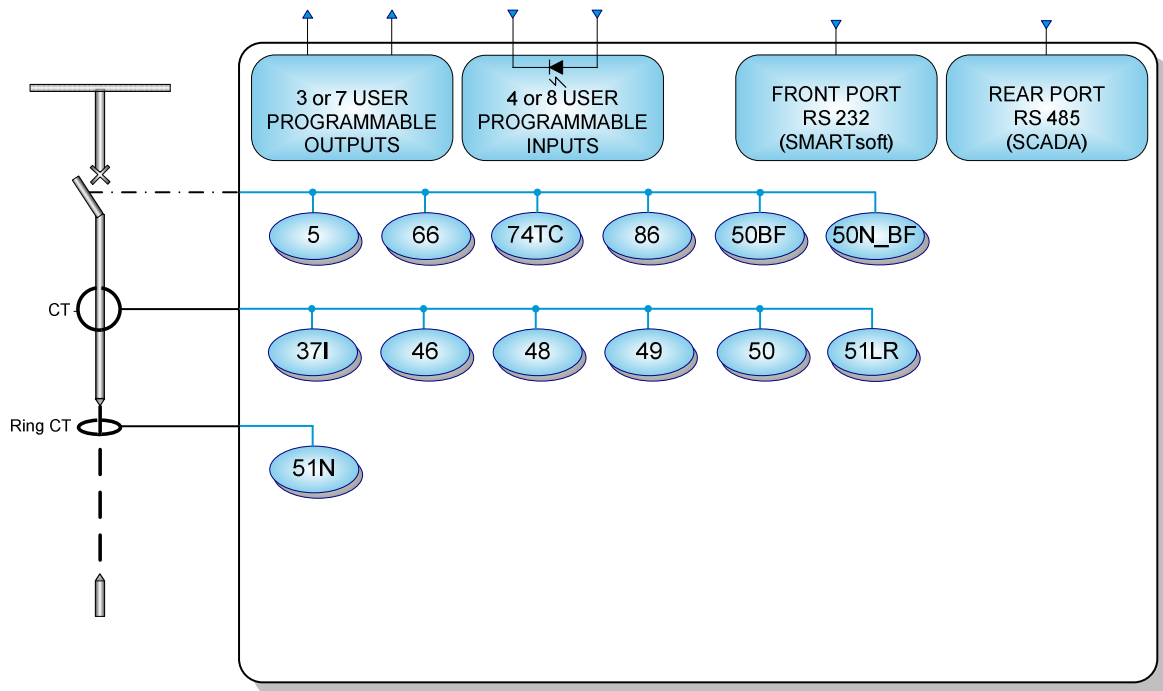 3 or 7 USER
PROGRAMMABLE
OUTPUTS
4 or 8 USER
PROGRAMMABLE
INPUTS
FRONT PORT
RS 232
(SMARTsoft)
REAR PORT
RS 485
(SCADA)
5
66
74TC
86
50BF
50N_BF
CT
37I
46
48
49
50
51LR
Ring CT
51N